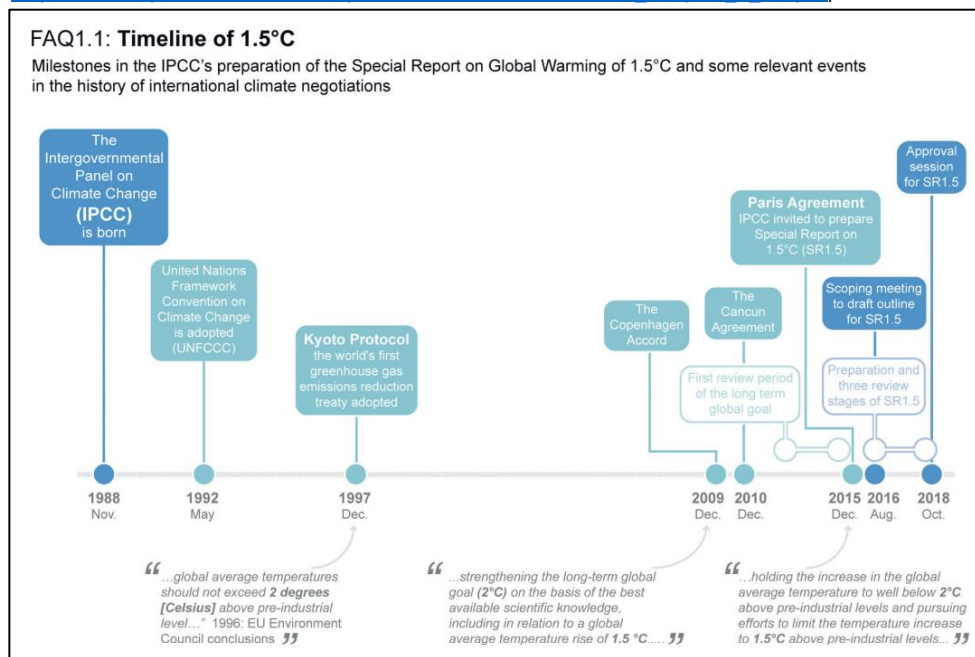 FAQ1.1: Timeline of 1.5°C
Milestones in the IPCC's preparation of the Special Report on Global Warming of 1.5°C and some relevant events
in the history of international climate negotiations
The
Intergovernmental
Panel on
Climate Change
(IPCC)
is born
United Nations
Framework
Convention on
Climate Change
is adopted
(UNFCCC)
Kyoto Protocol
the world's first
greenhouse gas
emissions reduction
treaty adopted
The
Copenhagen
Accord
The
Cancun
Agreement
First review period
of the long term
global goal
Paris Agreement
IPCC invited to prepare
Special Report on
1.5°C (SR1.5)
Scoping meeting
to draft outline
for SR1.5
Preparation and
three review
stages of SR1.5
Approval
session
for SR1.5
1988
Nov.
1992
May
1997
Dec.
2009
Dec.
2010
Dec.
2015
Dec.
2016
Aug.
2018
Oct.
“ ...global average temperatures
should not exceed 2 degrees
[Celsius] above pre-industrial
level...” 1996: EU Environment
Council conclusions ”
“ ...strengthening the long-term global
goal (2°C) on the basis of the best
available scientific knowledge,
including in relation to a global
average temperature rise of 1.5 °C..... ”
“ ...holding the increase in the global
average temperature to well below 2°C
above pre-industrial levels and pursuing
efforts to limit the temperature increase
to 1.5°C above pre-industrial levels... ”